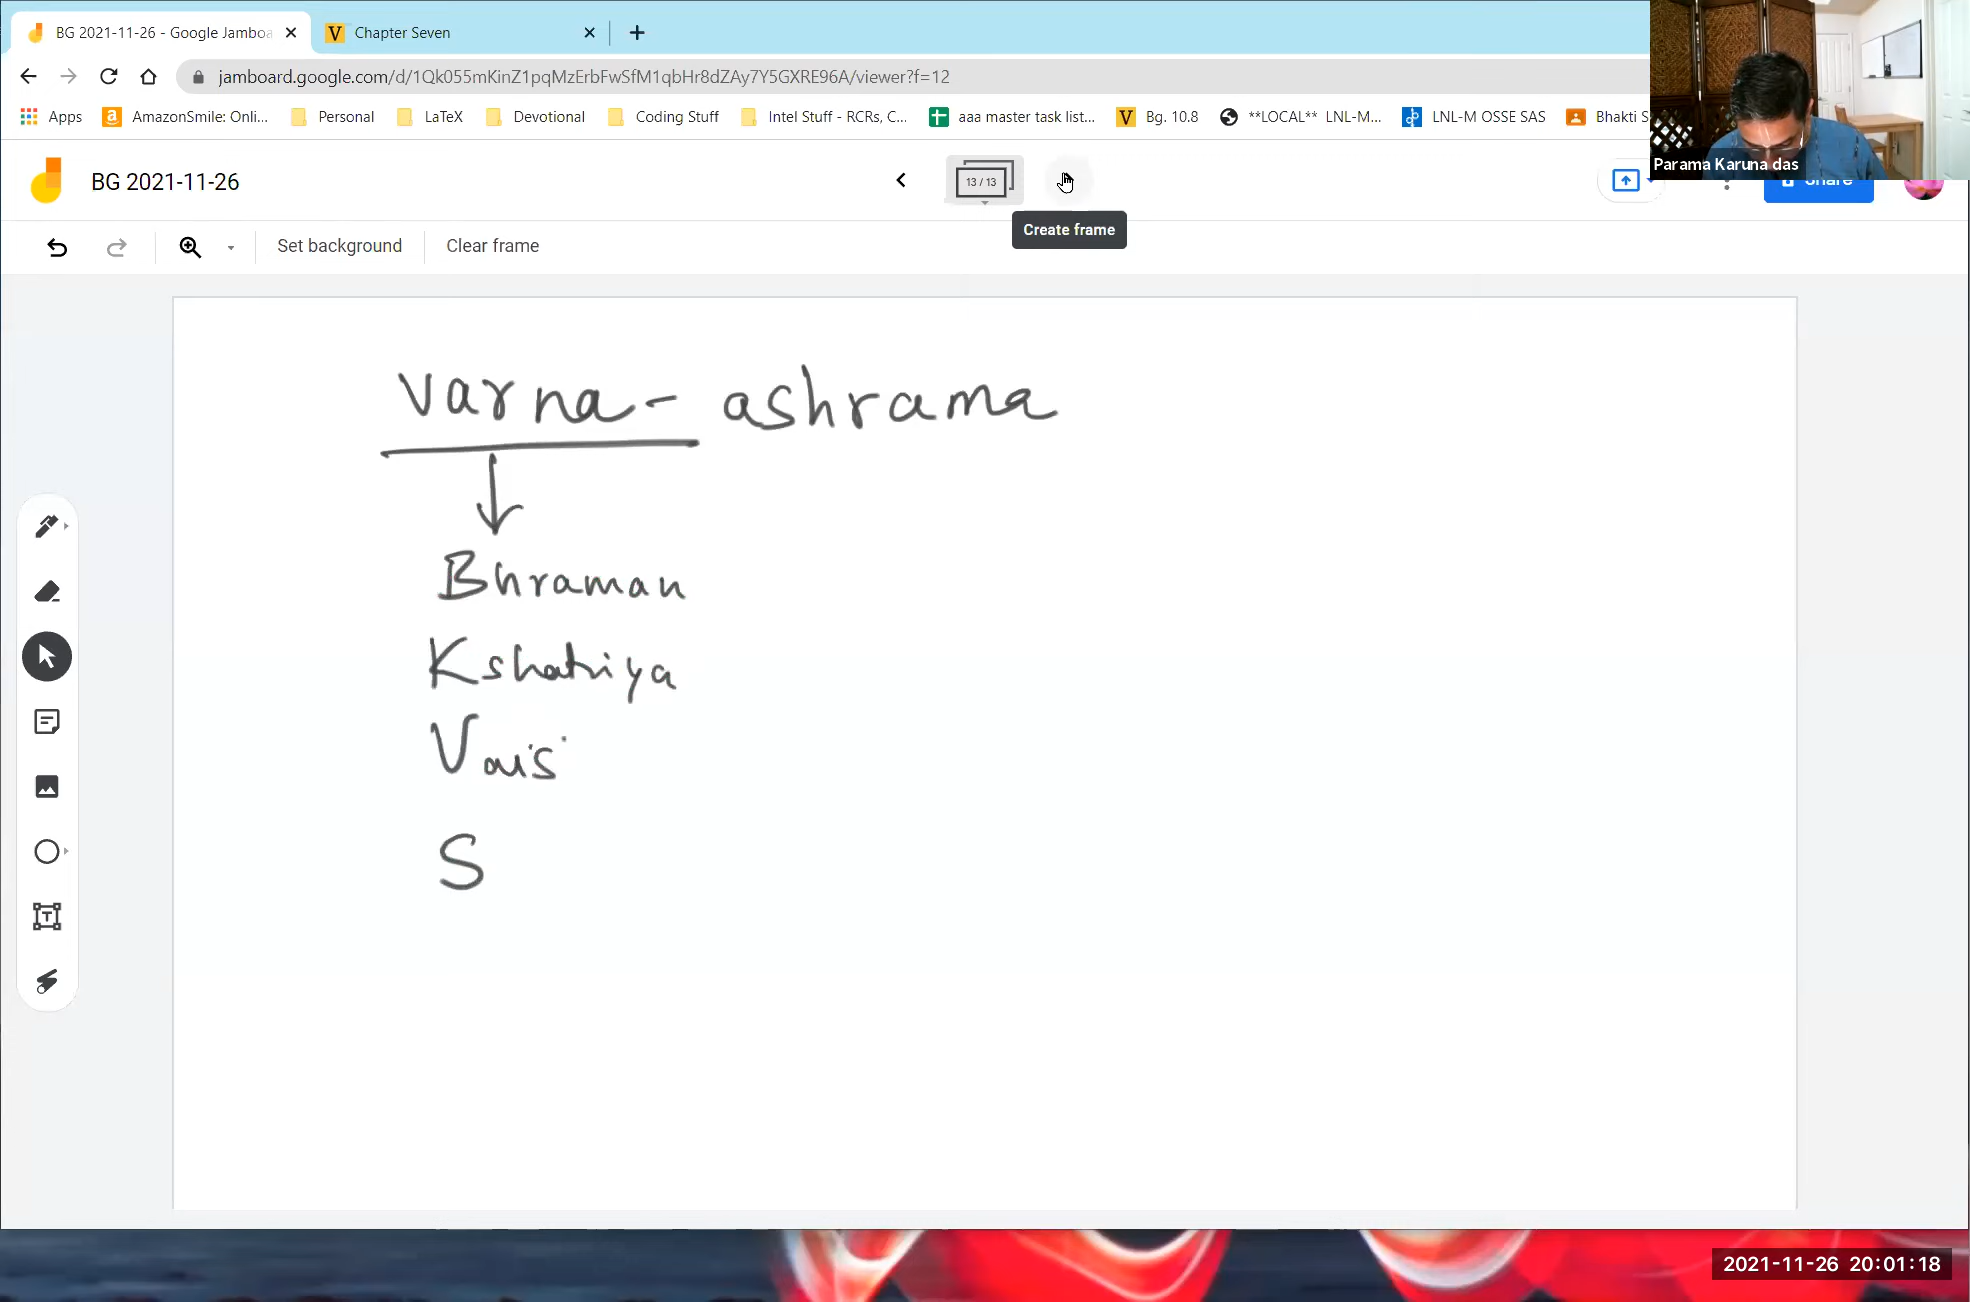 BG 2021-11-26 - Google Jamboa
Chapter Seven
jamboard.google.com/d/1Qk055mKinZ1pqMzErbFwSfM1qbHr8dZAy7Y5GXRE96A/viewer?f=12
Apps AmazonSmile: Onli... Personal LaTeX Devotional Coding Stuff Intel Stuff - RCRs, C... aaa master task list... Bg. 10.8 **LOCAL** LNL-M... LNL-M OSSE SAS Bhakti S
Parama Karuna das
BG 2021-11-26
13 / 13
Share
Create frame
Set background Clear frame
varna - ashrama
Bhraman
Kshatriya
Vais
S
2021-11-26 20:01:18